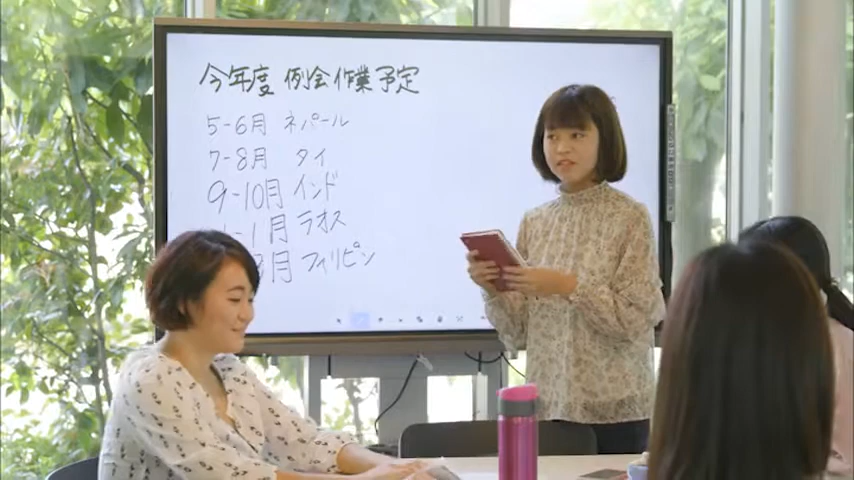 今年度 例会作業予定
5-6月 ネパール
7-8月 タイ
9-10月 インド
1月 ラオス
3月 フィリピン